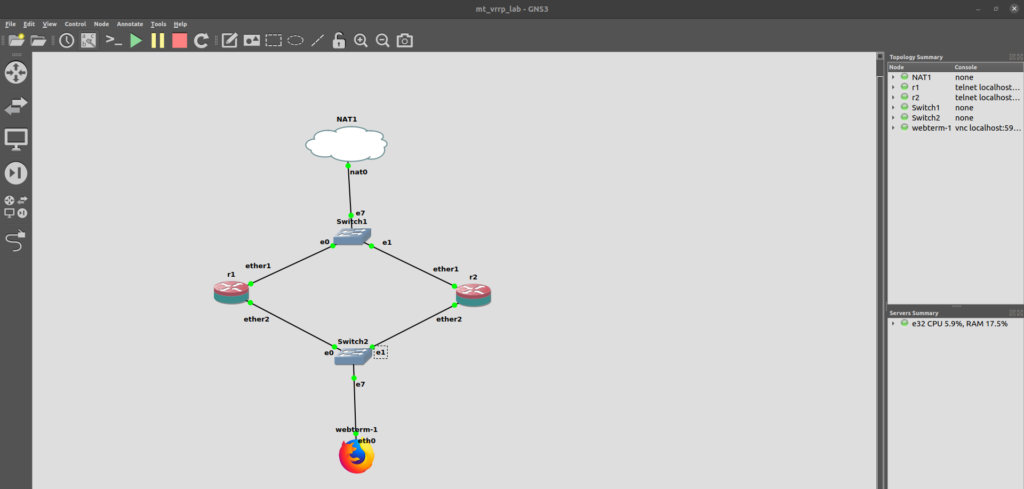 mt_vrrp_lab - GNS3
File Edit View Control Node Annotate Tools Help
NAT1
nat0
e7
Switch1
e0 e1
ether1 ether1
r1 r2
ether2 ether2
Switch2
e0 e1
e7
webterm-1
eth0
Topology Summary
Node Console
NAT1 none
r1 telnet localhost...
r2 telnet localhost...
Switch1 none
Switch2 none
webterm-1 vnc localhost:59...
Servers Summary
e32 CPU 5.9%, RAM 17.5%